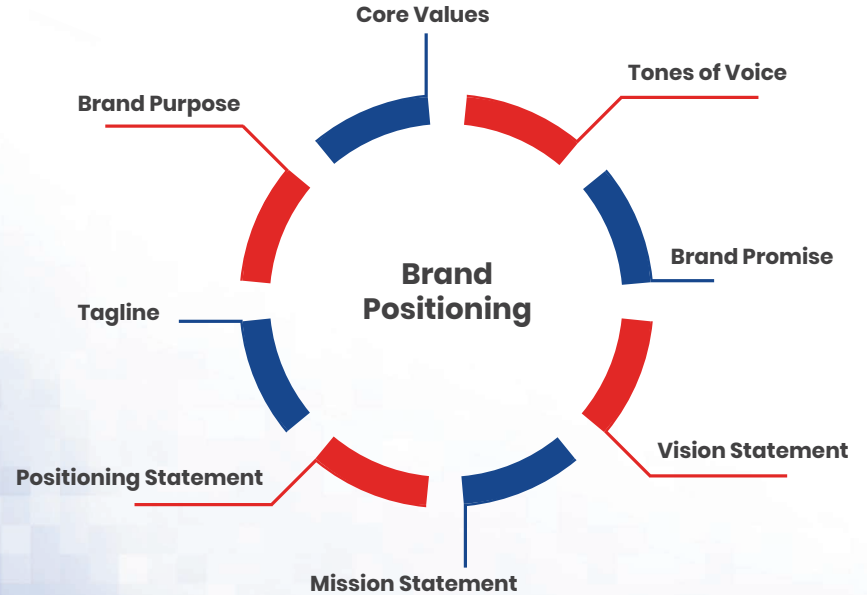 Core Values
Tones of Voice
Brand Purpose
Brand Promise
Brand
Positioning
Tagline
Vision Statement
Positioning Statement
Mission Statement